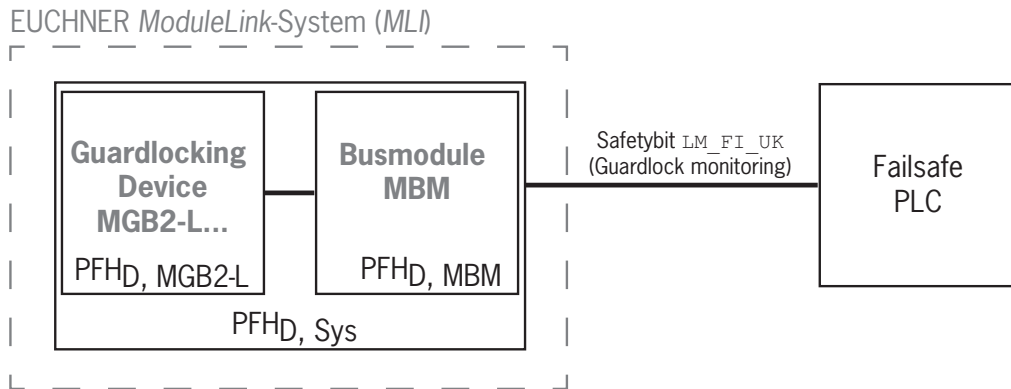 EUCHNER ModuleLink-System (MLI)
Guardlocking
Device
MGB2-L...
PFHD, MGB2-L
Busmodule
MBM
PFHD, MBM
PFHD, Sys
Safetybit LM_FI_UK
(Guardlock monitoring)
Failsafe
PLC